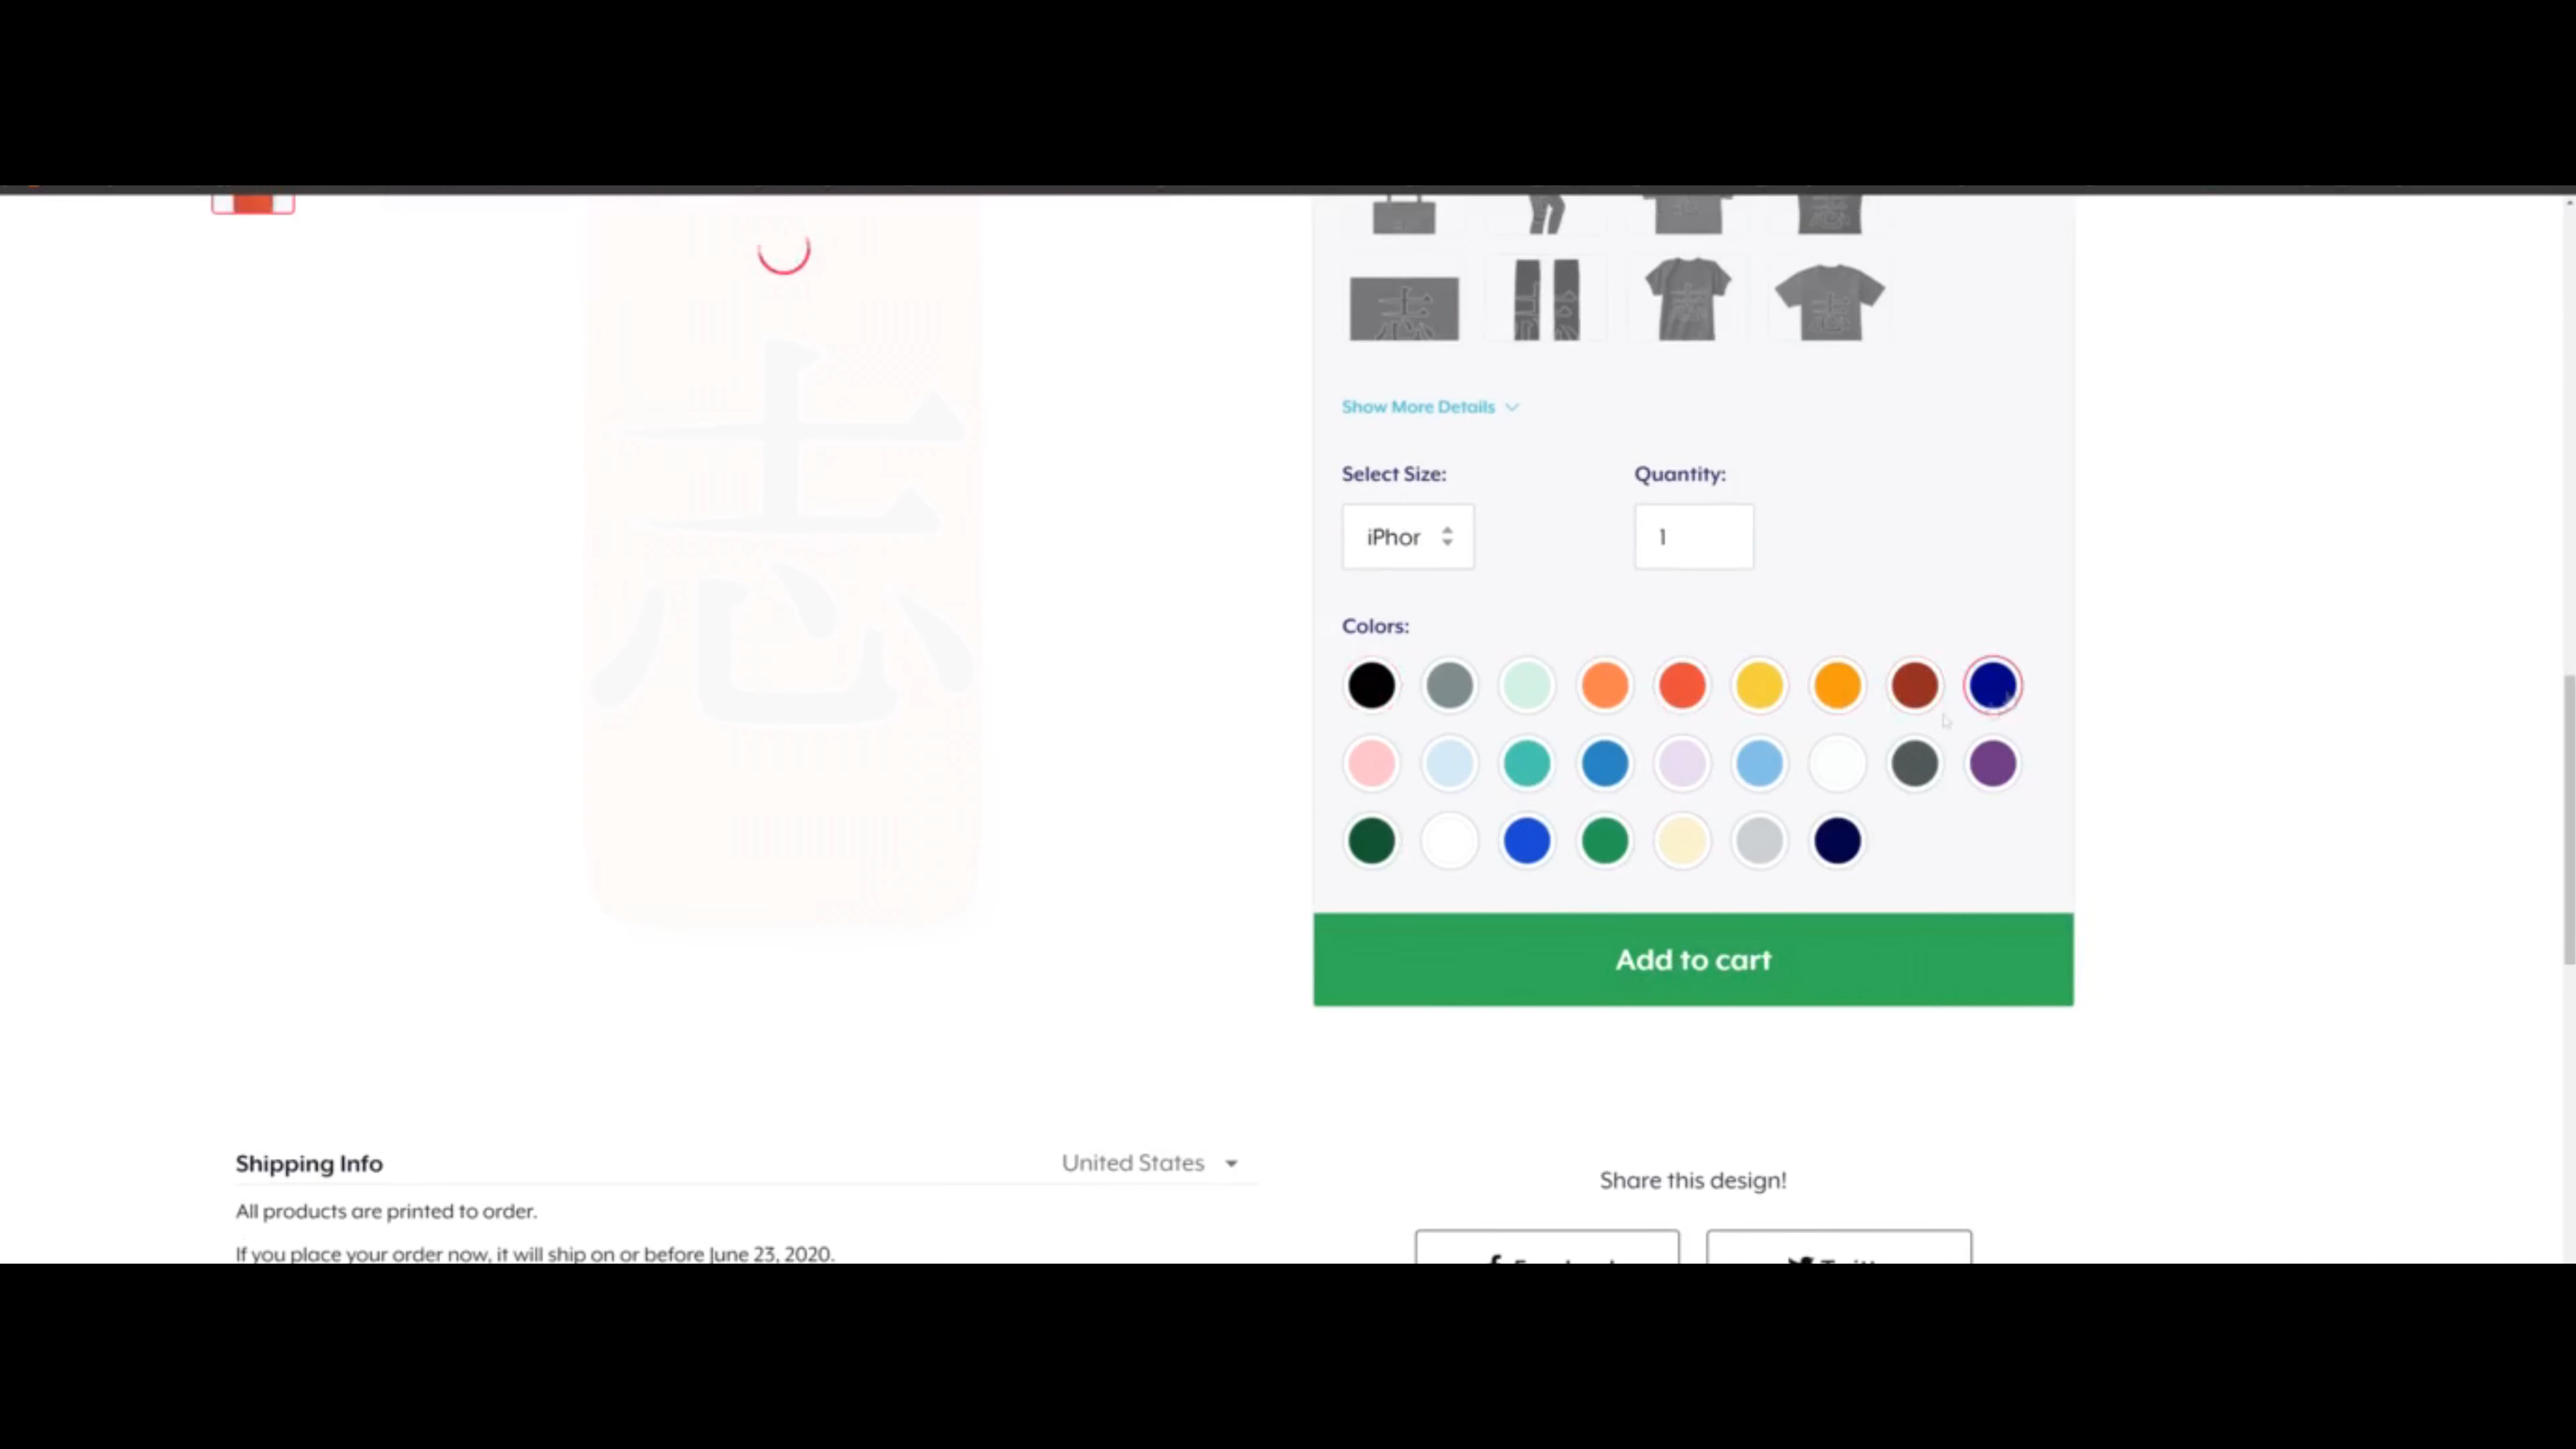 志
Show More Details
Select Size:
Quantity:
iPhor
1
Colors:
Add to cart
Shipping Info
United States
All products are printed to order.
If you place your order now, it will ship on or before June 23, 2020.
Share this design!